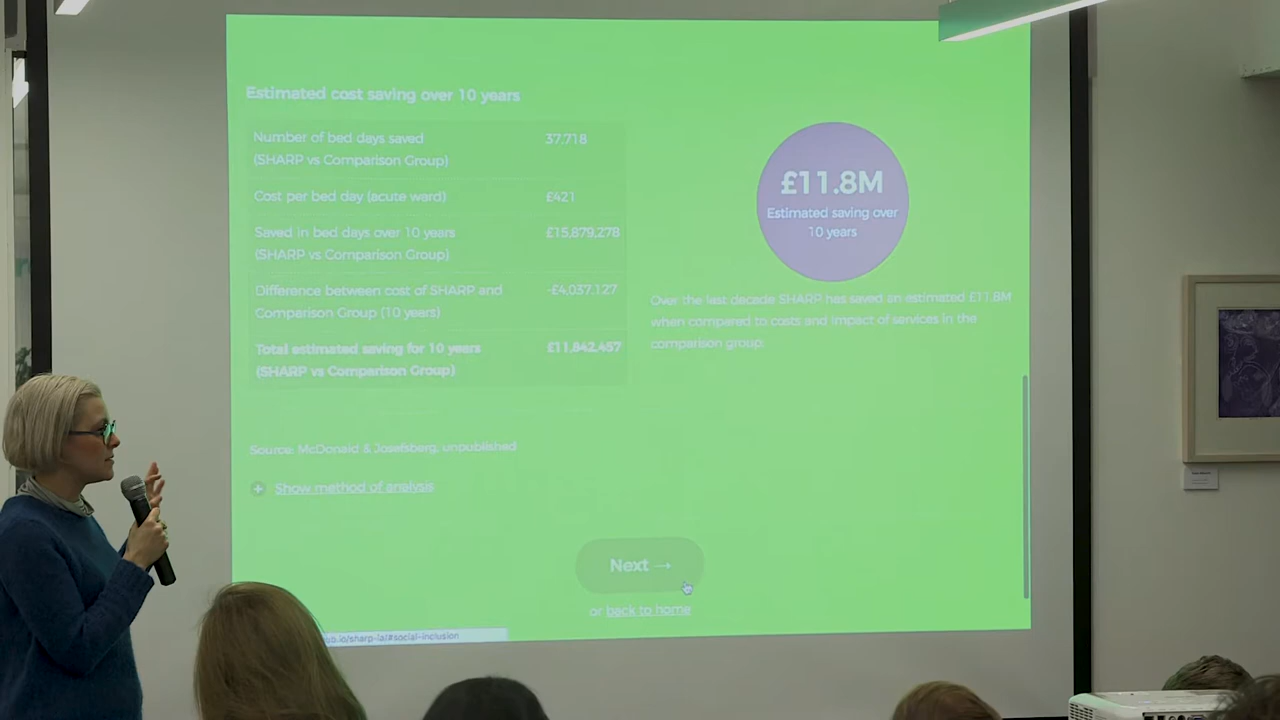 Estimated cost saving over 10 years
Number of bed days saved
(SHARP vs Comparison Group)
37,718
Cost per bed day (acute ward)
£421
Saved in bed days over 10 years
(SHARP vs Comparison Group)
£15,879,278
Difference between cost of SHARP and
Comparison Group (10 years)
-£4,037,127
Total estimated saving for 10 years
(SHARP vs Comparison Group)
£11,842,457
£11.8M
Estimated saving over
10 years
Over the last decade SHARP has saved an estimated £11.8M
when compared to costs and impact of services in the
comparison group.
Source: McDonald & Josefsberg, unpublished
Show method of analysis
Next →
or back to home
.io/sharp-la/#social-inclusion